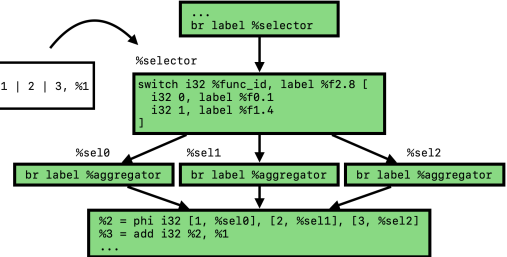 ...
br label %selector
%selector
1 | 2 | 3, %1
switch i32 %func_id, label %f2.8 [
i32 0, label %f0.1
i32 1, label %f1.4
]
%sel0
%sel1
%sel2
br label %aggregator
br label %aggregator
br label %aggregator
%2 = phi i32 [1, %sel0], [2, %sel1], [3, %sel2]
%3 = add i32 %2, %1
...